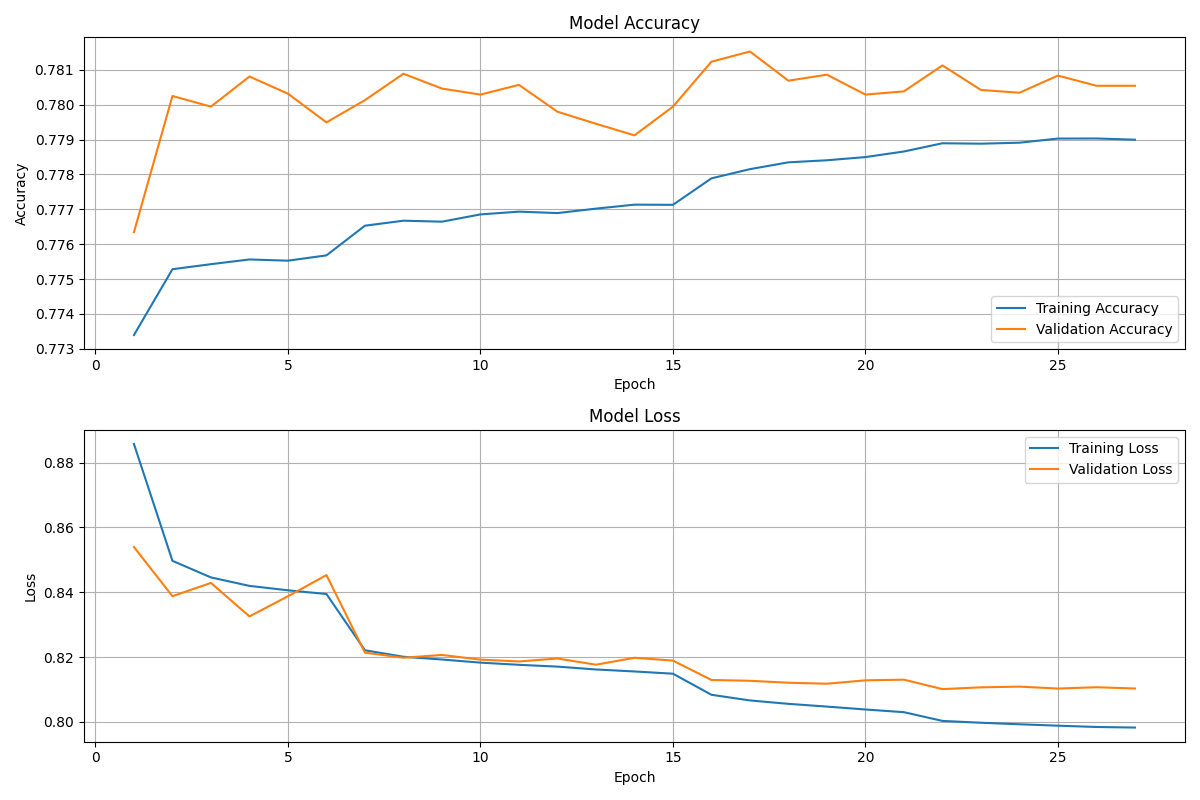 Model Accuracy
Accuracy
0.781
0.780
0.779
0.778
0.777
0.776
0.775
0.774
0.773
Training Accuracy
Validation Accuracy
0 5 10 15 20 25
Epoch
Model Loss
Loss
0.88
0.86
0.84
0.82
0.80
Training Loss
Validation Loss
0 5 10 15 20 25
Epoch